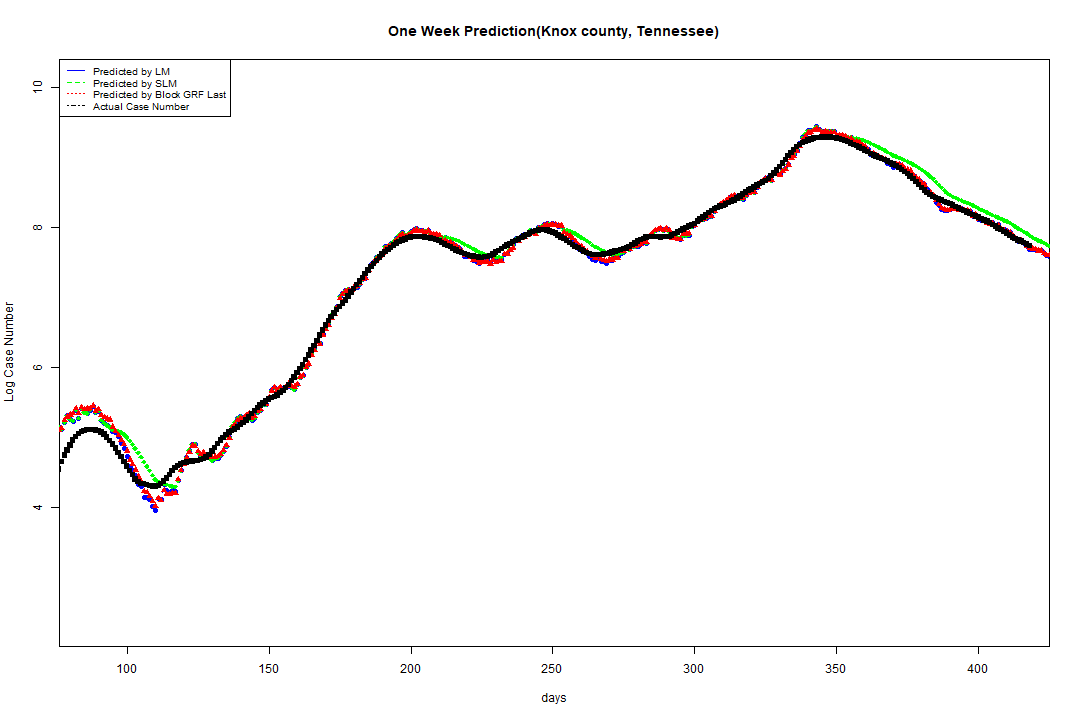 One Week Prediction(Knox county, Tennessee)
Predicted by LM
Predicted by SLM
Predicted by Block GRF Last
Actual Case Number
10
8
6
4
Log Case Number
100 150 200 250 300 350 400
days